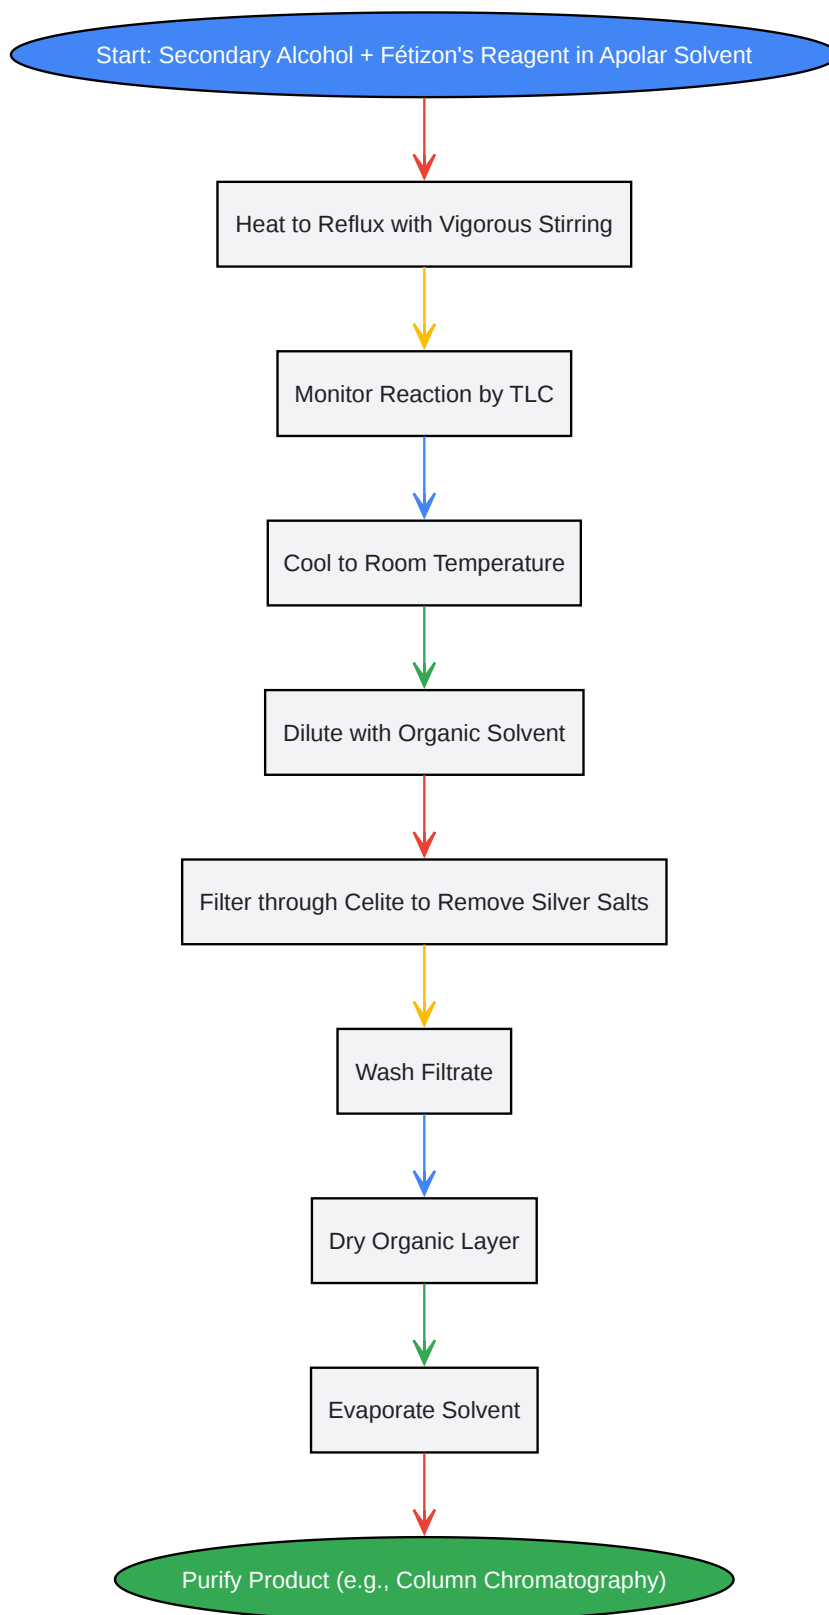 Start: Secondary Alcohol + Fétizon's Reagent in Apolar Solvent
Heat to Reflux with Vigorous Stirring
Monitor Reaction by TLC
Cool to Room Temperature
Dilute with Organic Solvent
Filter through Celite to Remove Silver Salts
Wash Filtrate
Dry Organic Layer
Evaporate Solvent
Purify Product (e.g., Column Chromatography)